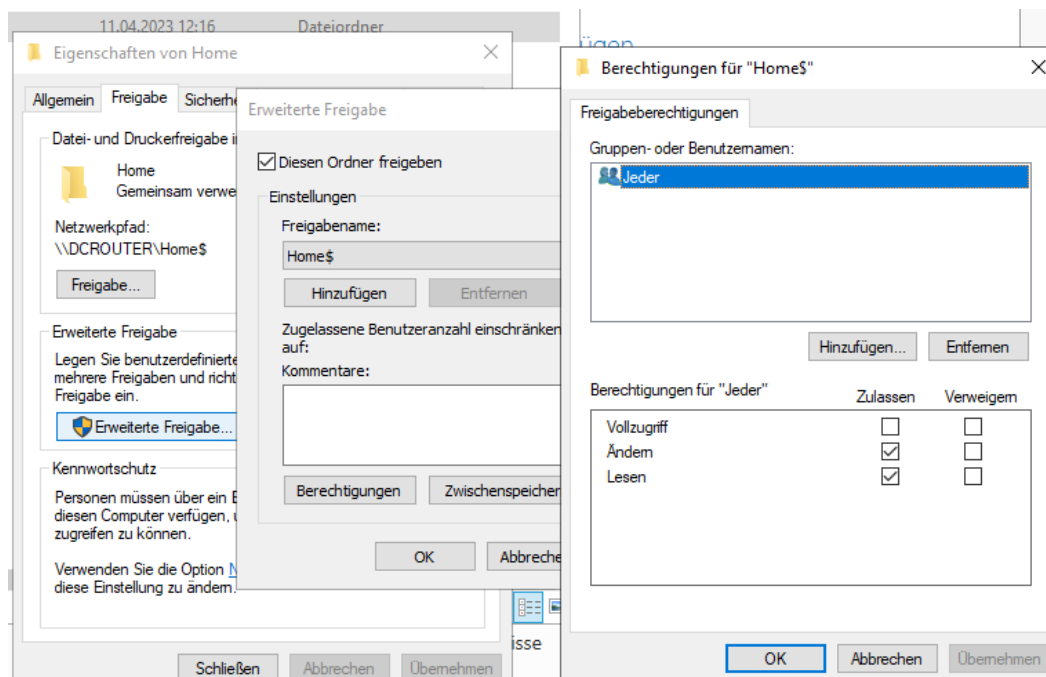 11.04.2023 12:16 Dateiordner
Eigenschaften von Home
Allgemein Freigabe
Datei- und Druckerfreigabe
Home
Gemeinsam
Netzwerkpfad:
\\DCROUTER\Home$
Freigabe...
Erweiterte Freigabe
Legen Sie benutzerdefinierte
mehrere Freigaben und
Freigabe ein.
Erweiterte Freigabe...
Kennwortschutz
Personen müssen über ein
diesen Computer verfügen,
zugreifen zu können.
Verwenden Sie die Option
diese Einstellung zu ändern.
Schließen Abbrechen Übernehmen
Erweiterte Freigabe
Diesen Ordner freigeben
Einstellungen
Freigabename:
Home$
Hinzufügen Entfernen
Zugelassene Benutzeranzahl einschränken
auf:
Kommentare:
Berechtigungen Zwischenspeicher
OK Abbreche
isse
Berechtigungen für "Home$"
Freigabeberechtigungen
Gruppen- oder Benutzernamen:
Jeder
Hinzufügen... Entfernen
Berechtigungen für "Jeder" Zulassen Verweigern
Vollzugriff
Ändern
Lesen
OK Abbrechen Übernehmen